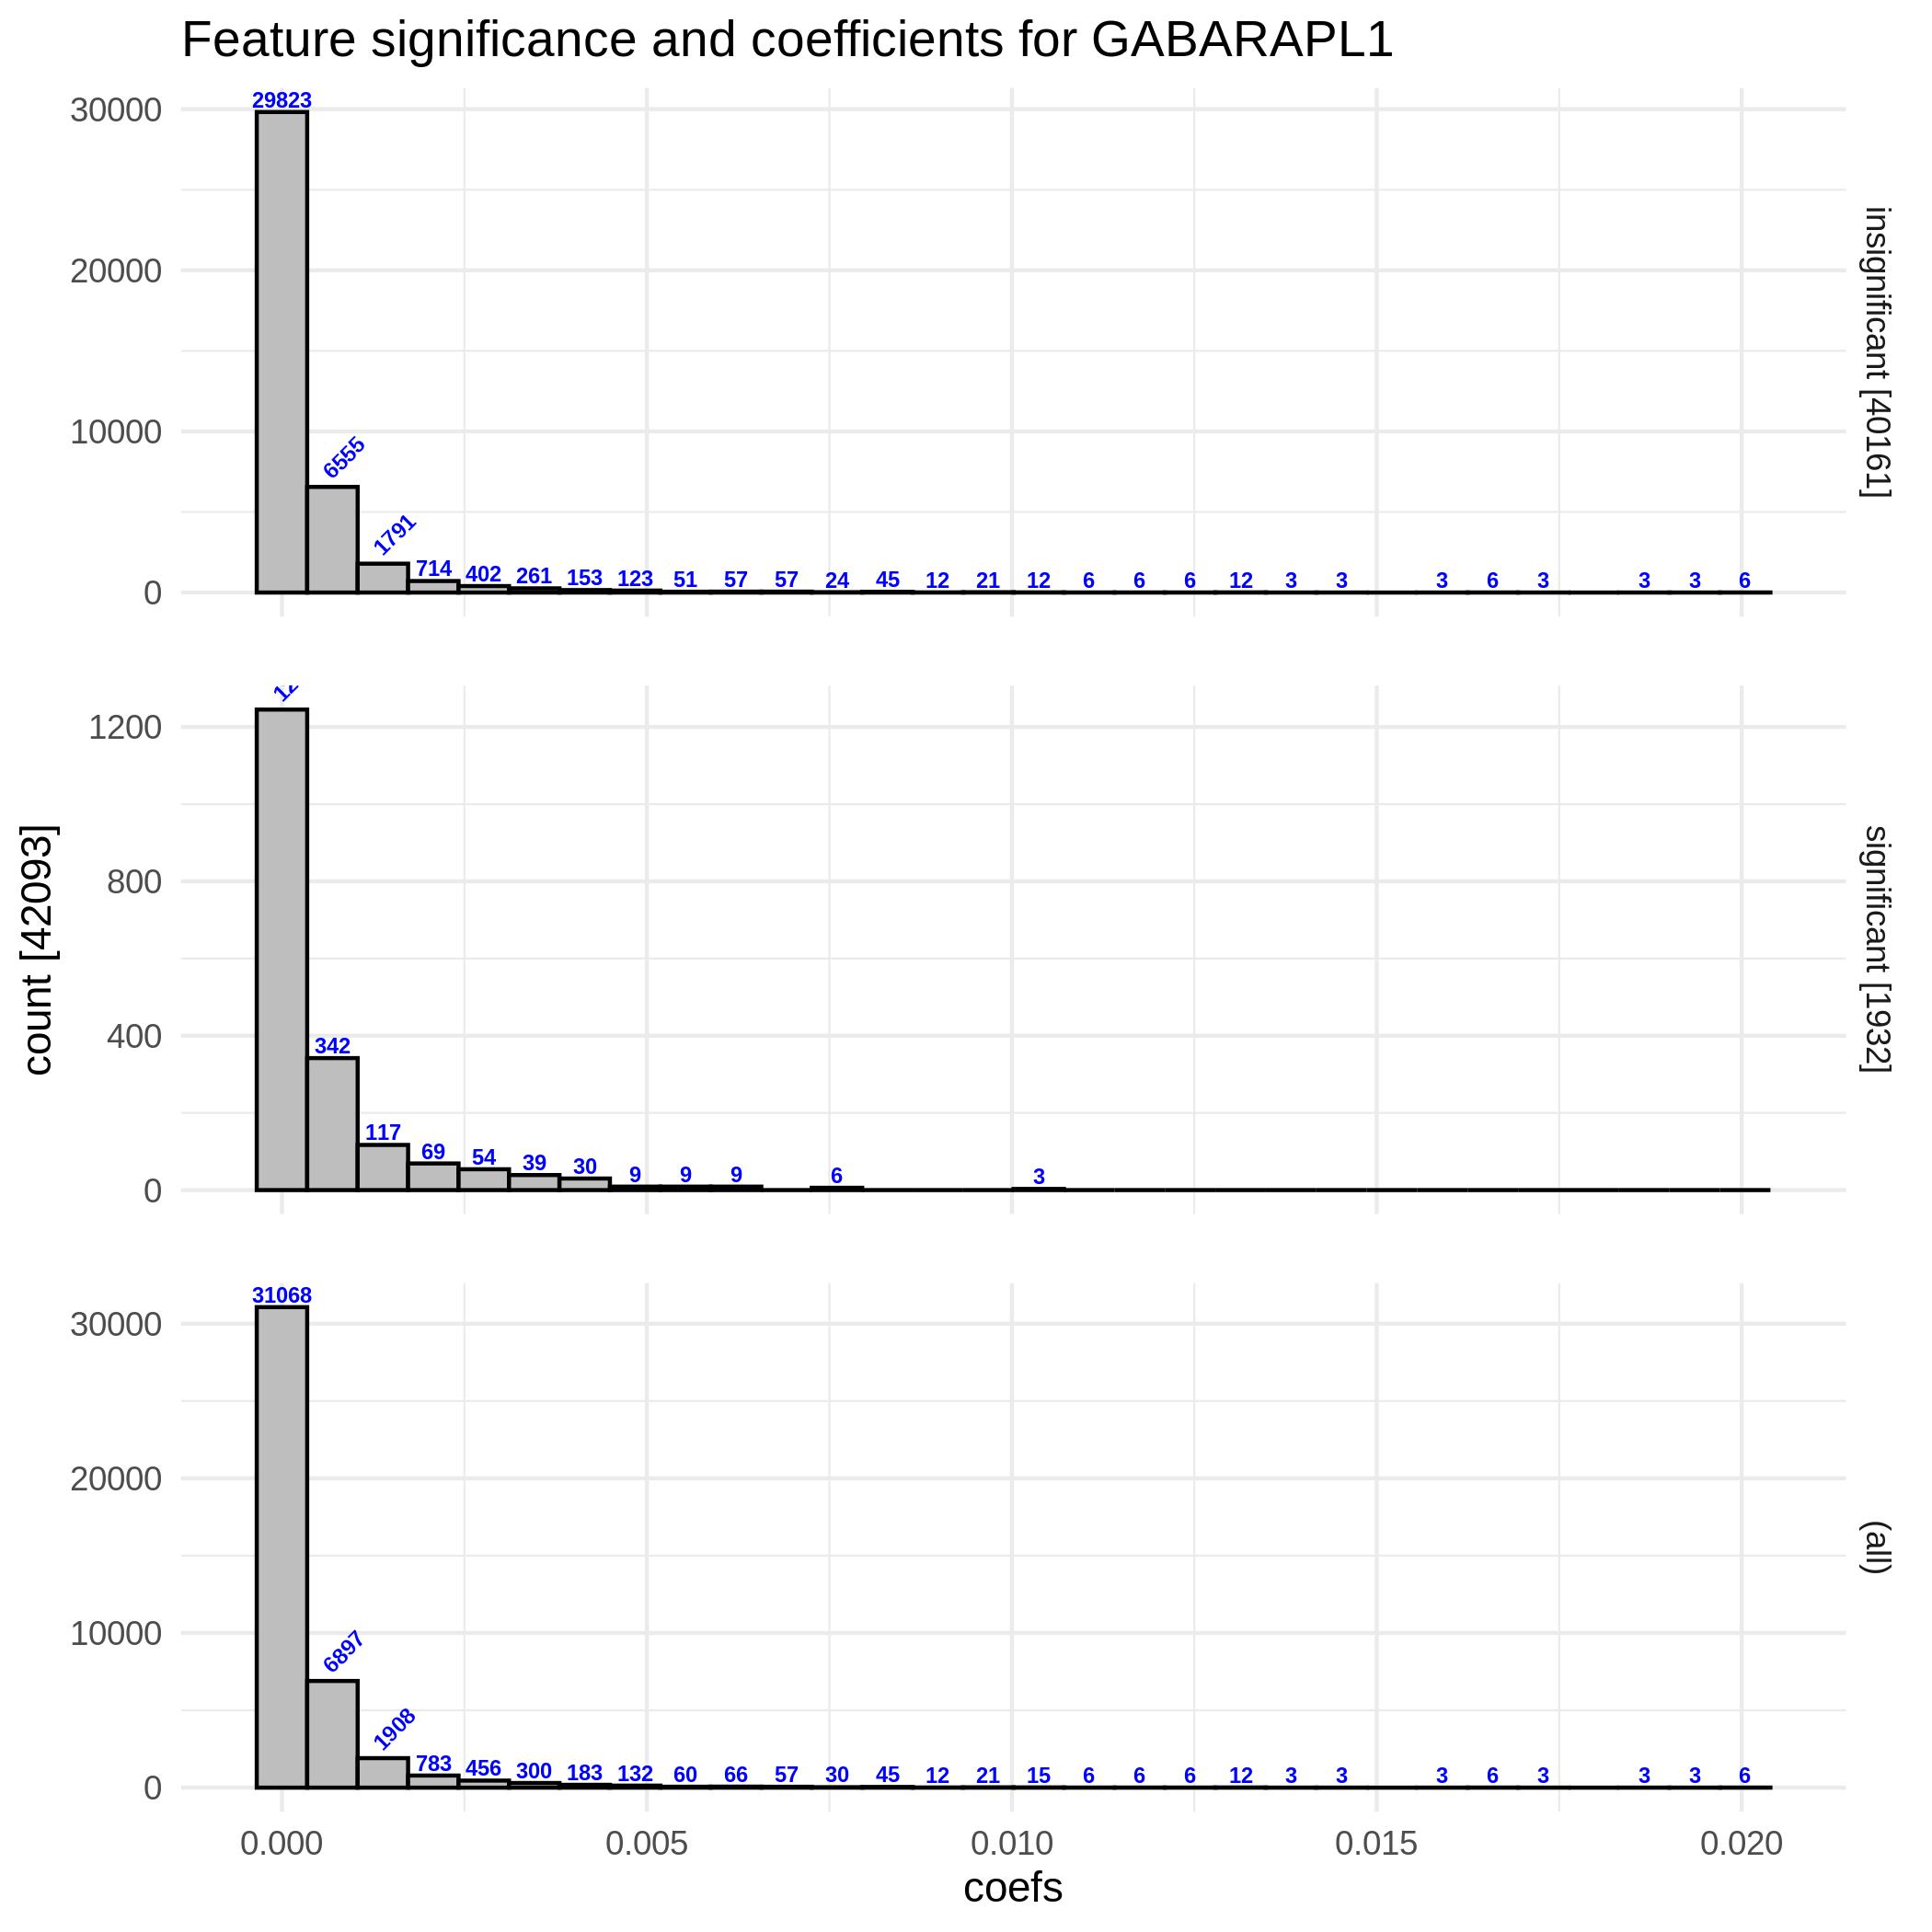 Feature significance and coefficients for GABARAPL1
count [42093]
30000
20000
10000
0
29823
6555
1791
714 402 261 153 123 51 57 57 24 45 12 21 12 6 6 6 12 3 3 3 6 3 3 3 6
insignificant [40161]
1200
800
400
0
342
117
69 54 39 30 9 9 9 6 3
significant [1932]
30000
20000
10000
0
31068
6897
1908
783 456 300 183 132 60 66 57 30 45 12 21 15 6 6 6 12 3 3 3 6 3 3 3 6
(all)
0.000 0.005 0.010 0.015 0.020
coefs